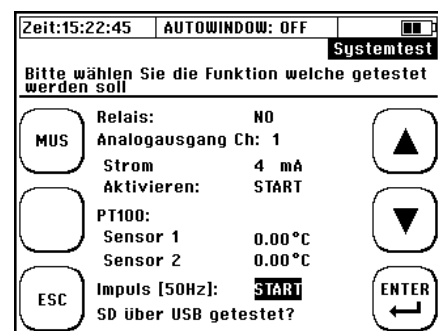 Zeit:15:22:45 AUTOWINDOW: OFF
Systemtest
Bitte wählen Sie die Funktion welche getestet
werden soll
Relais: NO
MUS Analogausgang Ch: 1
Strom 4 mA
Aktivieren: START
PT100:
Sensor 1 0.00°C
Sensor 2 0.00°C
ESC Impuls [50Hz]: START ENTER
SD über USB getestet?